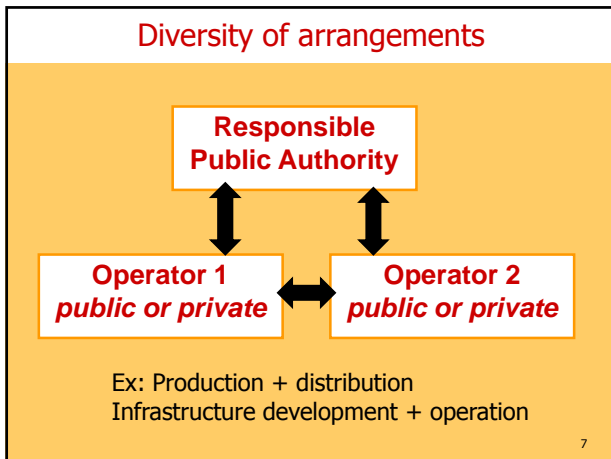 Diversity of arrangements
Responsible
Public Authority
Operator 1
public or private
Operator 2
public or private
Ex: Production + distribution
Infrastructure development + operation
7